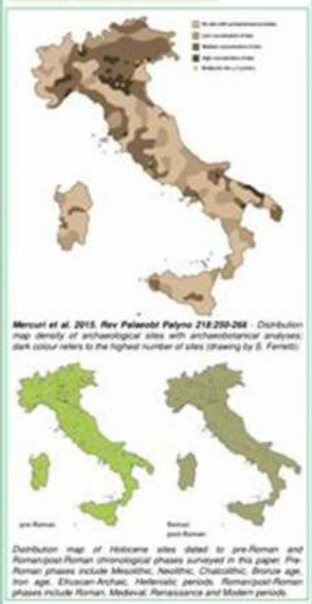 Mercuri et al. 2015. Rev Palaeobt Palyno 218:250-266 - Distribution
map density of archaeological sites with archaeobotanical analyses;
dark colour refers to the highest number of sites (drawing by S. Ferretti).
pre-Roman
Roman/
post-Roman
Distribution map of Holocene sites dated to pre-Roman and
Roman/post-Roman chronological phases surveyed in this paper. Pre-
Roman phases include Mesolithic, Neolithic, Chalcolithic, Bronze age,
Iron age, Etruscan-Archaic, Hellenistic periods. Roman/post-Roman
phases include Roman, Medieval, Renaissance and Modern periods.